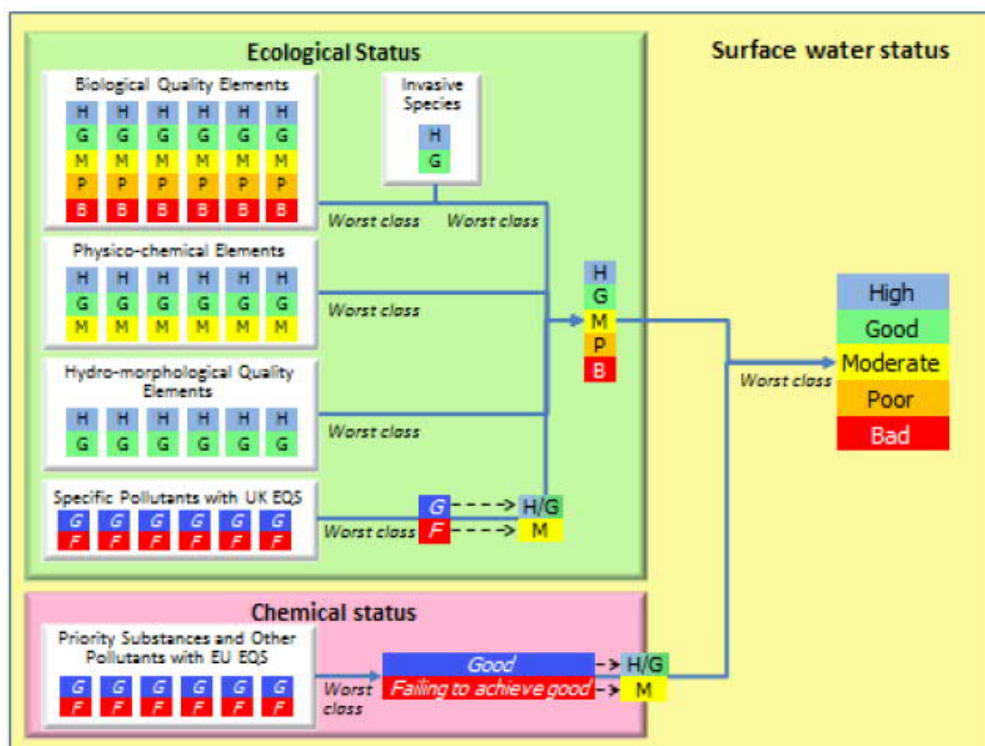 Surface water status
Ecological Status
Biological Quality Elements
H H H H H H
G G G G G G
M M M M M M
P P P P P P
B B B B B B
Invasive
Species
H
G
Worst class
Worst class
Physico-chemical Elements
H H H H H H
G G G G G G
M M M M M M
Worst class
Hydro-morphological Quality
Elements
H H H H H H
G G G G G G
Worst class
Specific Pollutants with UK EQS
G G G G G G
F F F F F F
Worst class
G
F
H/G
M
H
G
M
P
B
Chemical status
Priority Substances and Other
Pollutants with EU EQS
G G G G G G
F F F F F F
Worst
class
Good
Failing to achieve good
H/G
M
Worst class
High
Good
Moderate
Poor
Bad